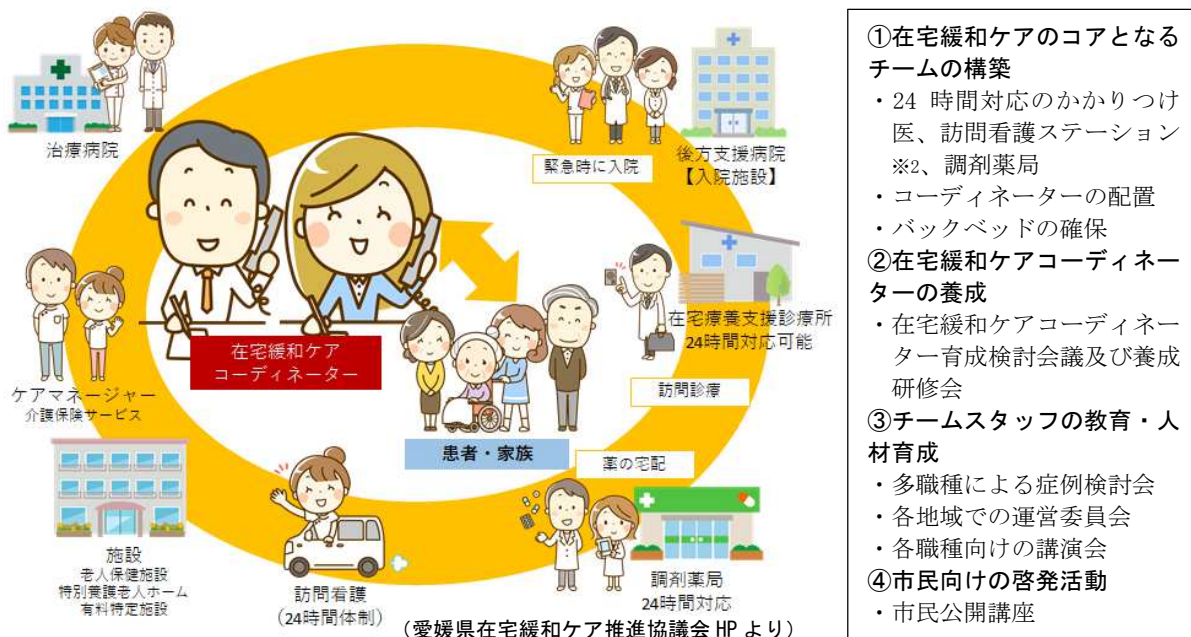 治療病院
緊急時に入院
後方支援病院
【入院施設】
在宅緩和ケア
コーディネーター
在宅療養支援診療所
24時間対応可能
訪問診療
ケアマネージャー
介護保険サービス
患者・家族
薬の宅配
施設
老人保健施設
特別養護老人ホーム
有料特定施設
訪問看護
(24時間体制)
調剤薬局
24時間対応
(愛媛県在宅緩和ケア推進協議会 HP より)
①在宅緩和ケアのコアとなる
チームの構築
・24 時間対応のかかりつけ
医、訪問看護ステーション
※2、調剤薬局
・コーディネーターの配置
・バックベッドの確保
②在宅緩和ケアコーディネー
ターの養成
・在宅緩和ケアコーディネー
ター育成検討会議及び養成
研修会
③チームスタッフの教育・人
材育成
・多職種による症例検討会
・各地域での運営委員会
・各職種向けの講演会
④市民向けの啓発活動
・市民公開講座